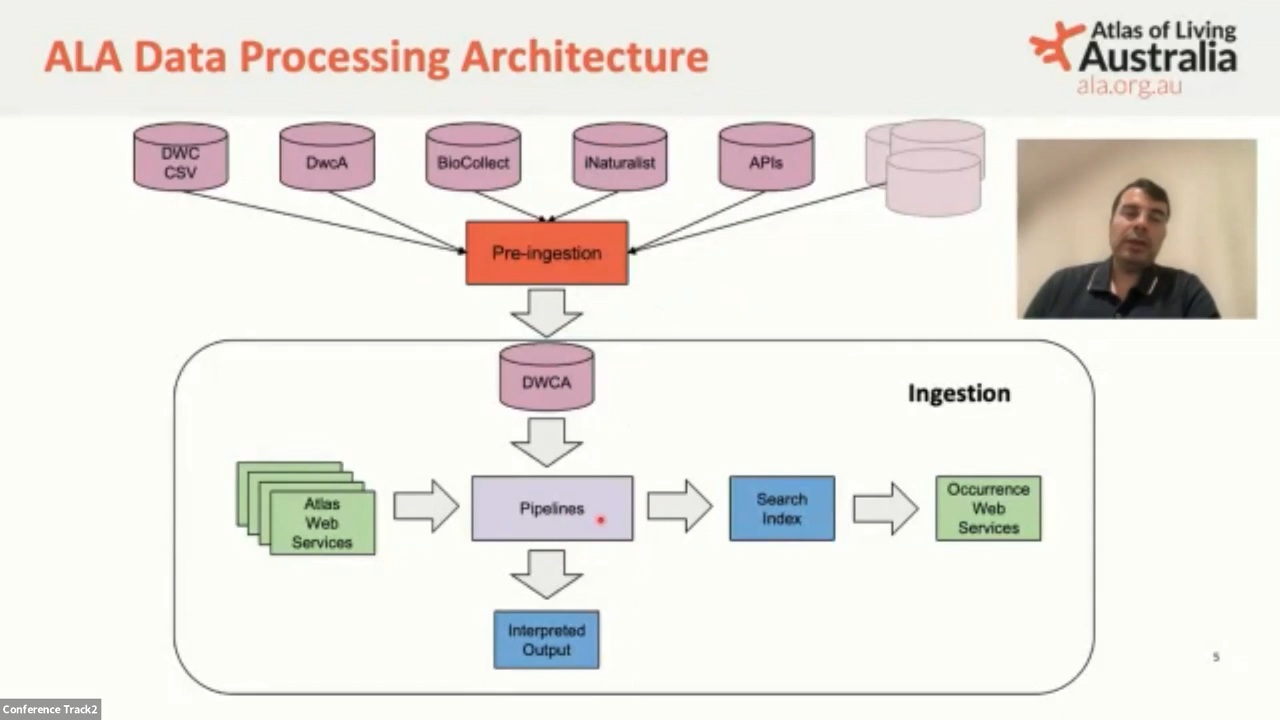 ALA Data Processing Architecture
Atlas of Living
Australia
ala.org.au
DWC
CSV
DwcA
BioCollect
iNaturalist
APIs
Pre-ingestion
DWCA
Ingestion
Atlas
Web
Services
Pipelines
Search
Index
Occurrence
Web
Services
Interpreted
Output
5
Conference Track2